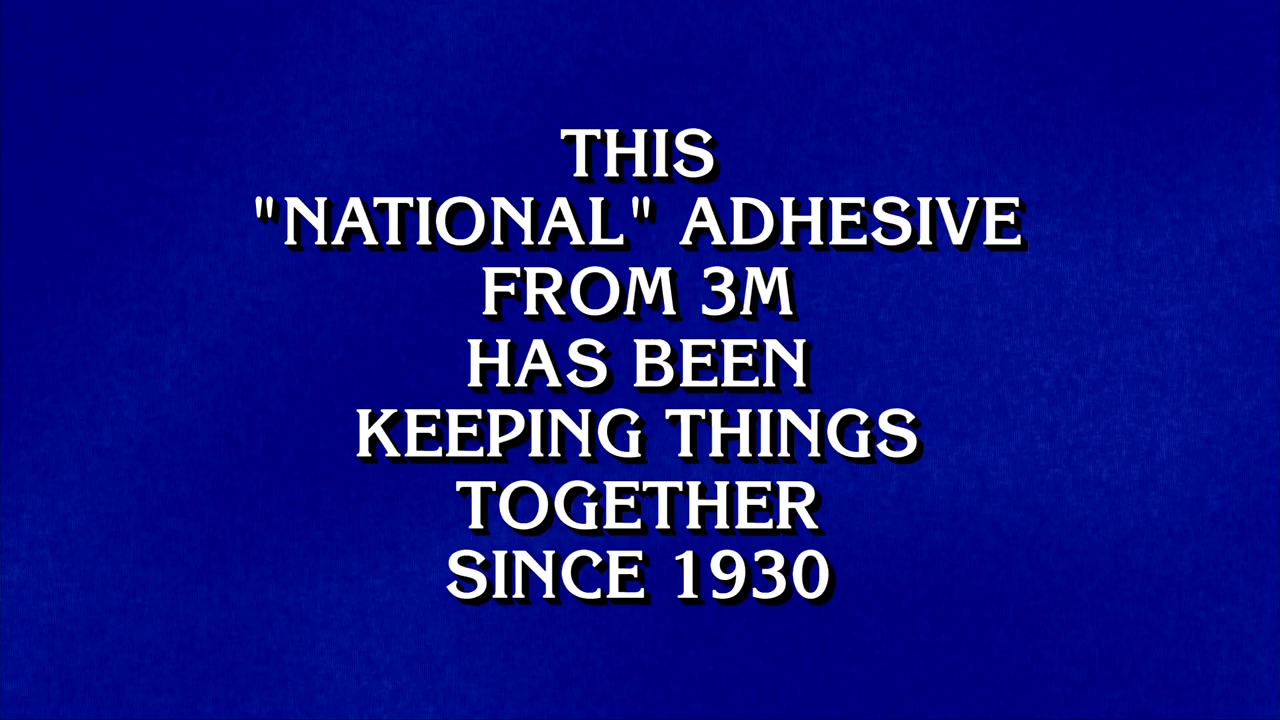 THIS
"NATIONAL" ADHESIVE
FROM 3M
HAS BEEN
KEEPING THINGS
TOGETHER
SINCE 1930